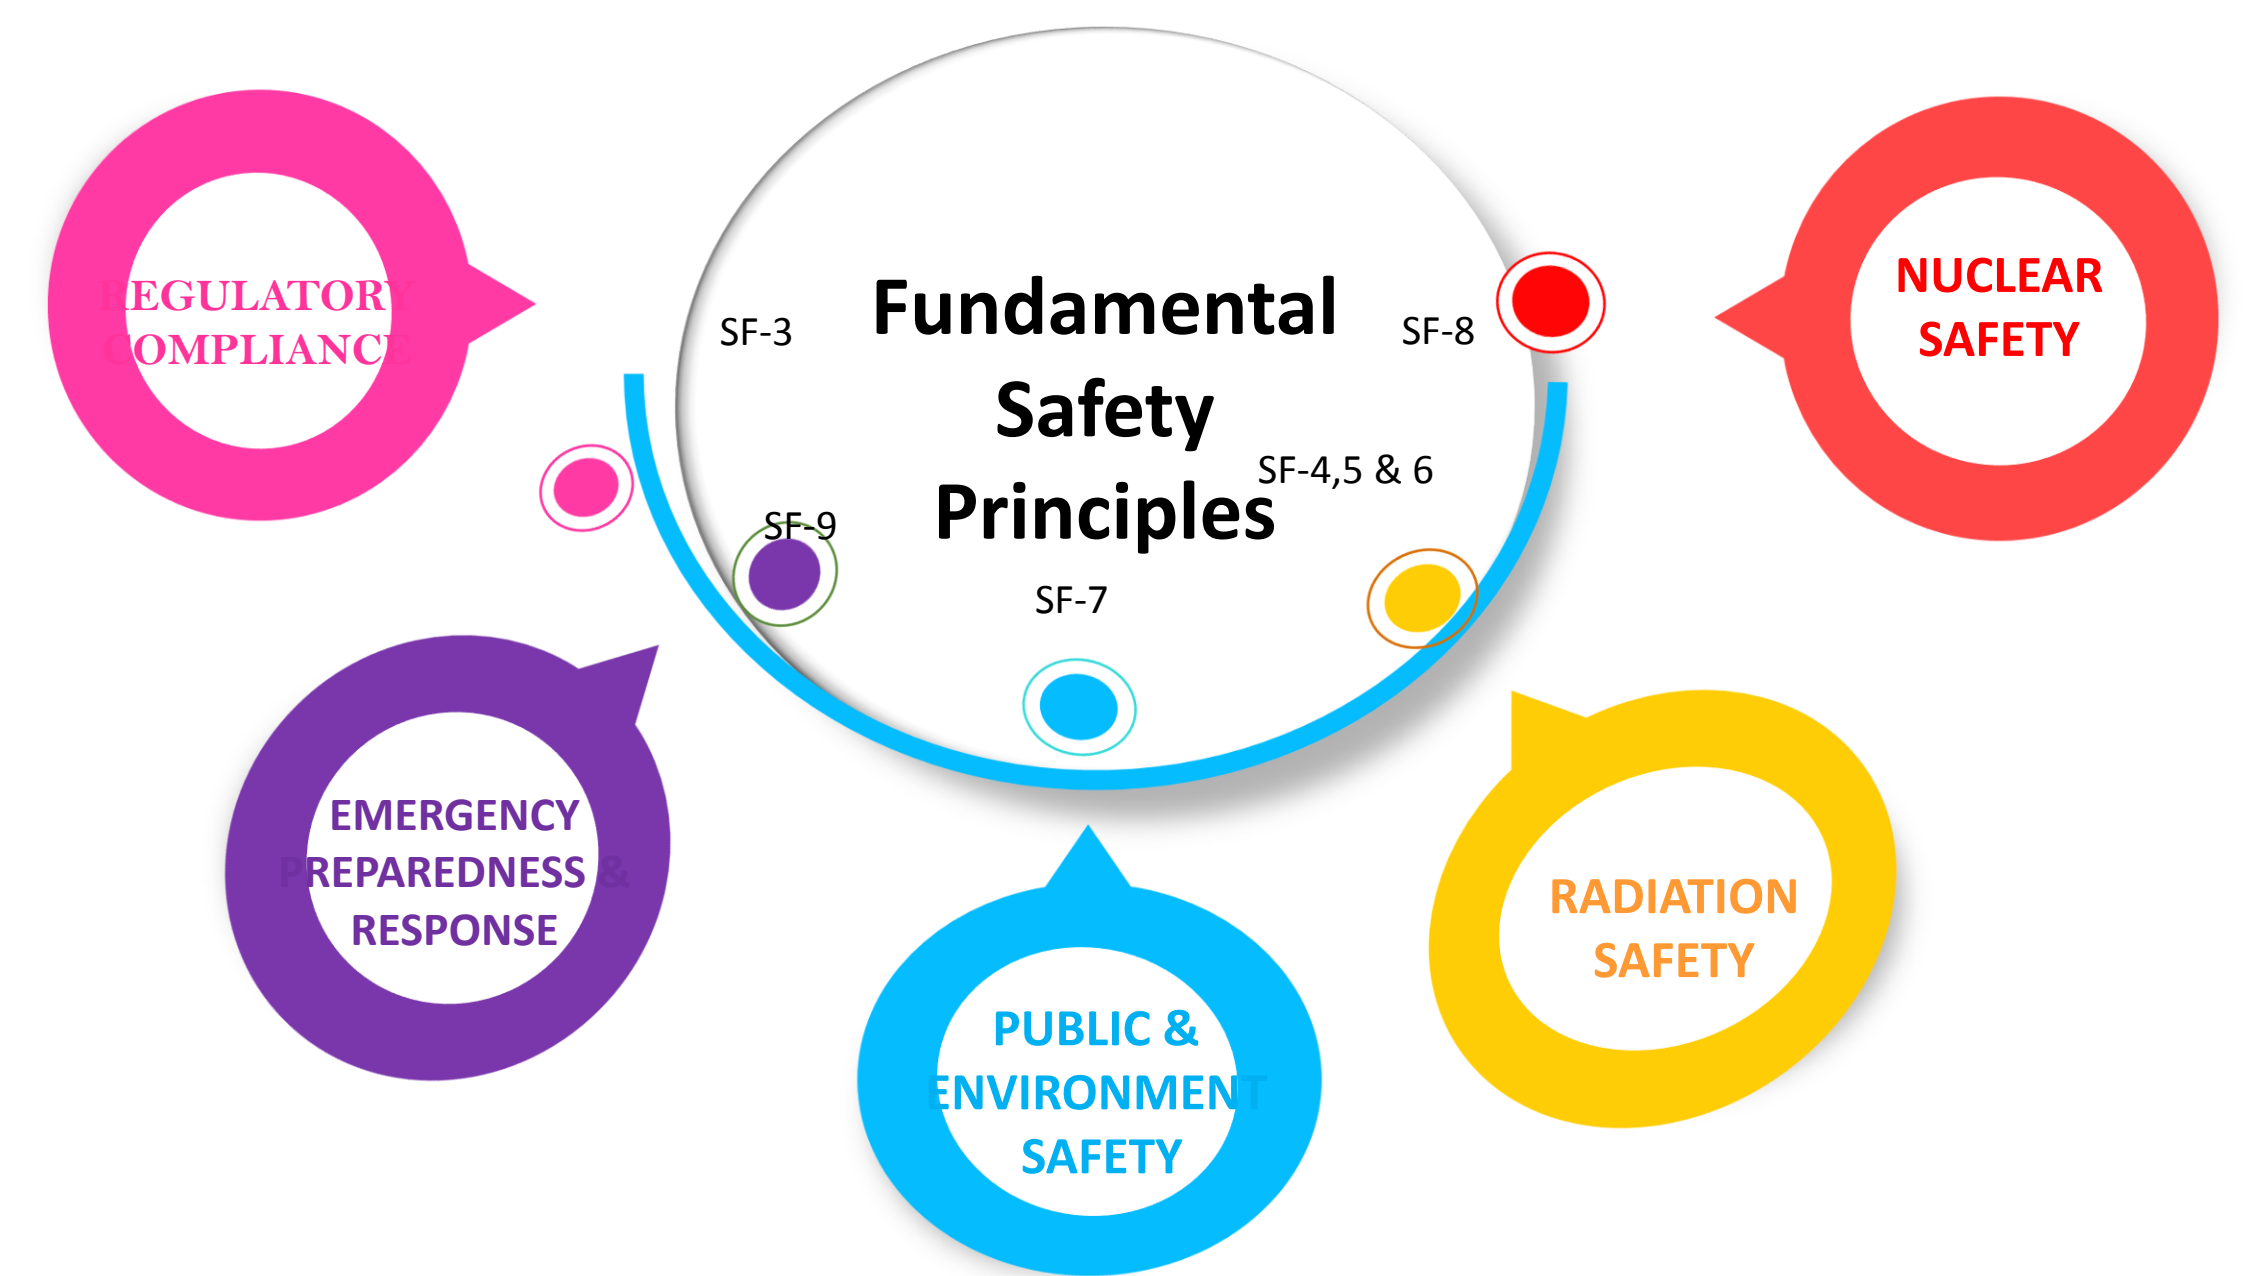 Fundamental
Safety
Principles
SF-3
SF-8
SF-4,5 & 6
SF-9
SF-7
REGULATORY
COMPLIANCE
NUCLEAR
SAFETY
EMERGENCY
PREPAREDNESS &
RESPONSE
RADIATION
SAFETY
PUBLIC &
ENVIRONMENT
SAFETY